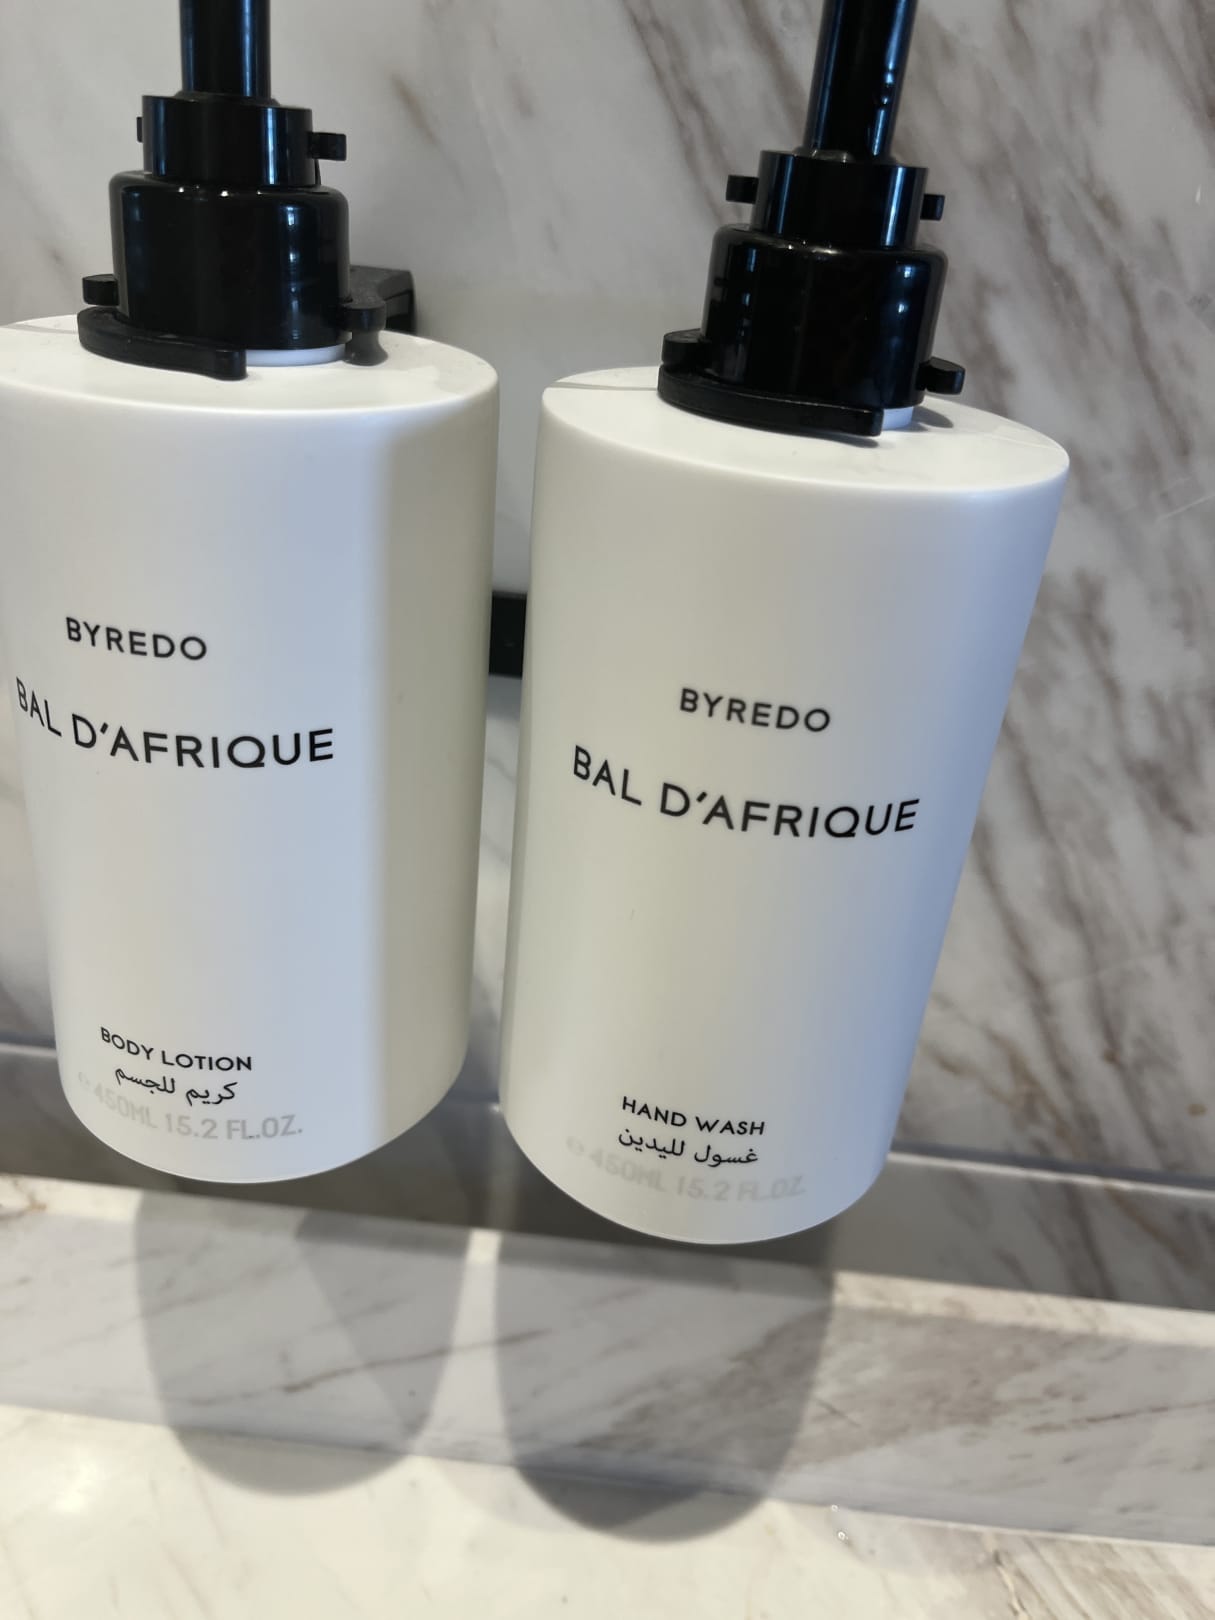 BYREDO
BAL D'AFRIQUE
BODY LOTION
كريم للجسم
e 450ML 15.2 FL.OZ.
BYREDO
BAL D'AFRIQUE
HAND WASH
غسول لليدين
e 450ML 15.2 FL.OZ